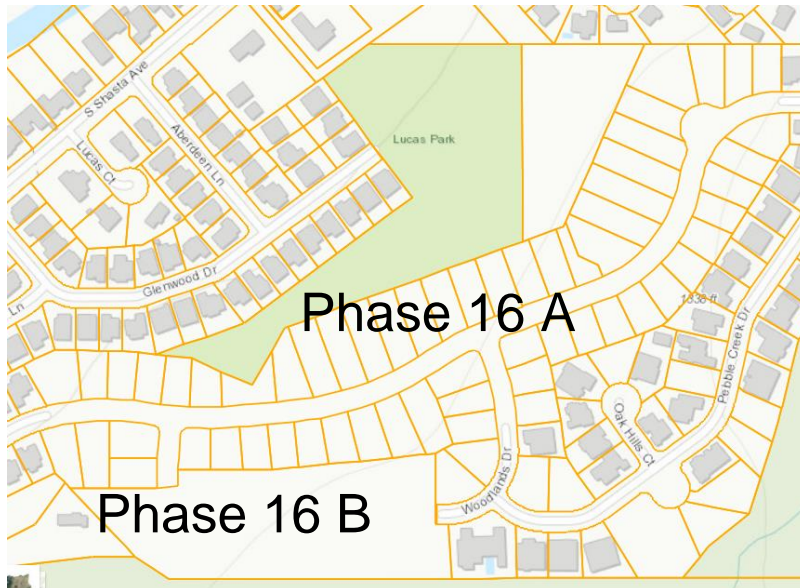 S Shasta Ave
Lucas Ct
Aberdeen Ln
Lucas Park
Glenwood Dr
Ln
Phase 16 A
1338 ft
Pebble Creek Dr
Oak Hills Ct
Woodlands Dr
Phase 16 B